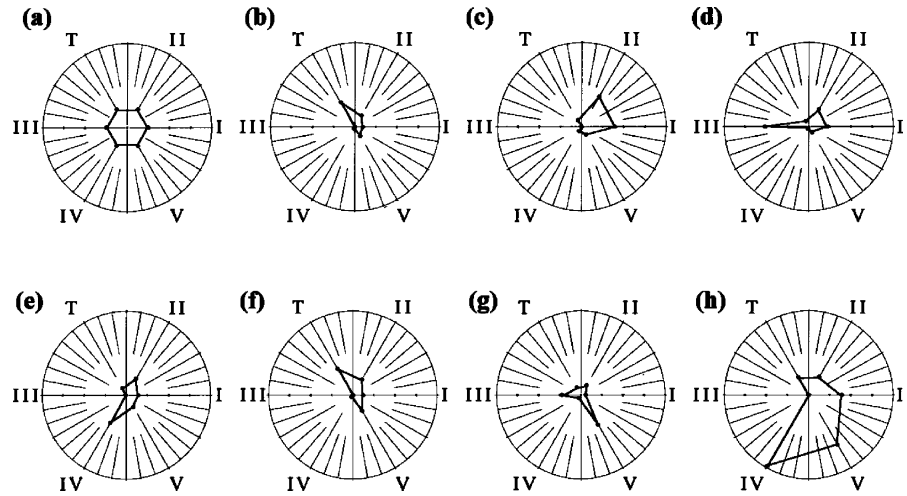 (a) (b) (c) (d)
T II T II T II T II
III I III I III I III I
IV V IV V IV V IV V
(e) (f) (g) (h)
T II T II T II T II
III I III I III I III I
IV V IV V IV V IV V